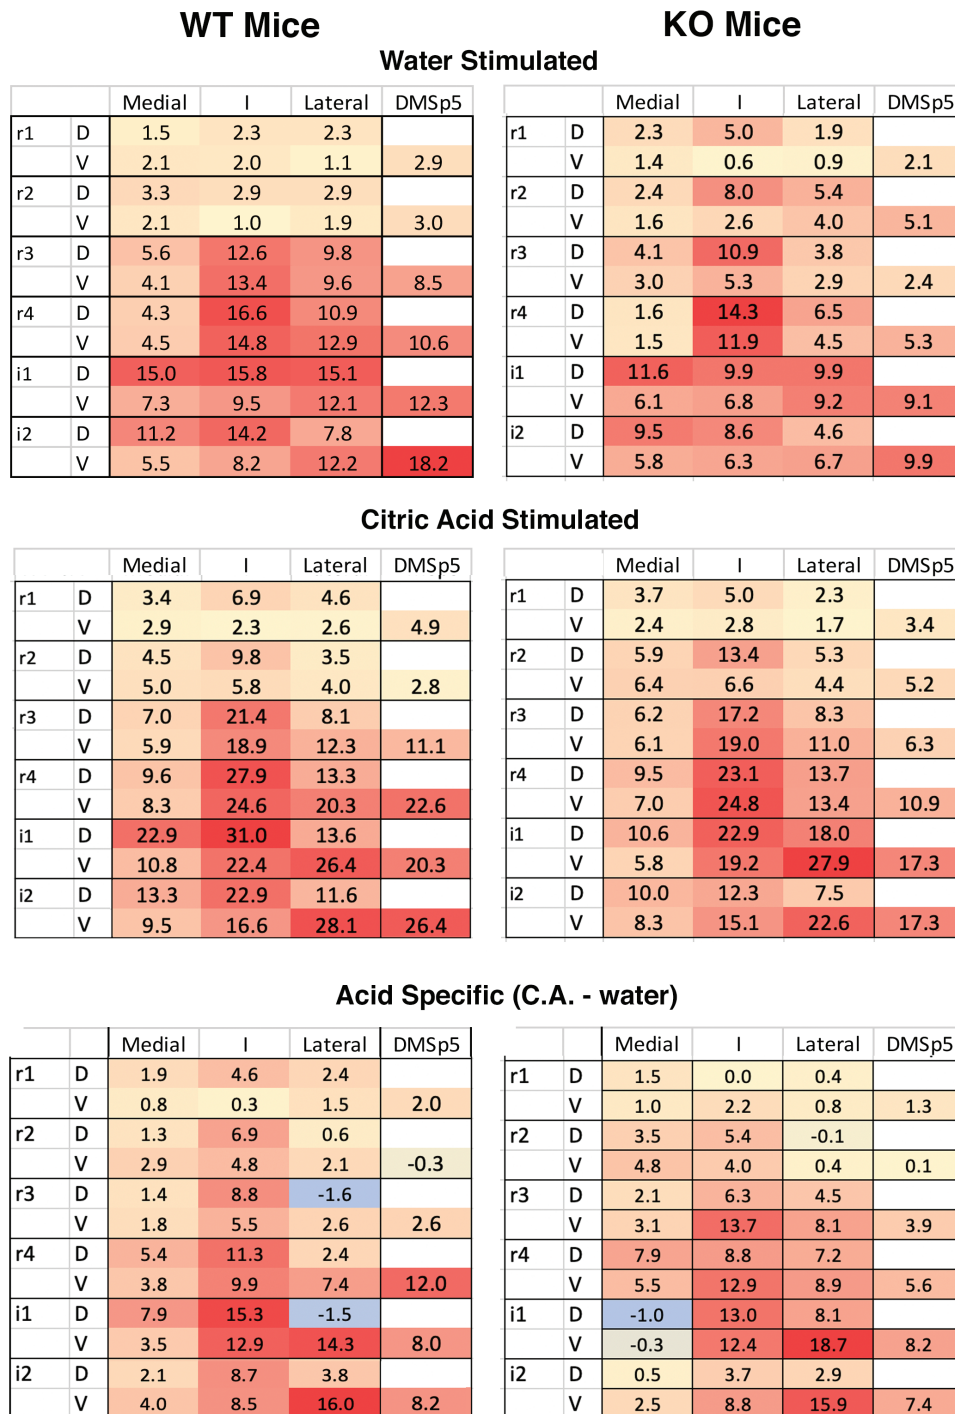 WT Mice KO Mice
Water Stimulated
Medial I Lateral DMSp5 Medial I Lateral DMSp5
r1 D 1.5 2.3 2.3 r1 D 2.3 5.0 1.9
V 2.1 2.0 1.1 2.9 V 1.4 0.6 0.9 2.1
r2 D 3.3 2.9 2.9 r2 D 2.4 8.0 5.4
V 2.1 1.0 1.9 3.0 V 1.6 2.6 4.0 5.1
r3 D 5.6 12.6 9.8 r3 D 4.1 10.9 3.8
V 4.1 13.4 9.6 8.5 V 3.0 5.3 2.9 2.4
r4 D 4.3 16.6 10.9 r4 D 1.6 14.3 6.5
V 4.5 14.8 12.9 10.6 V 1.5 11.9 4.5 5.3
i1 D 15.0 15.8 15.1 i1 D 11.6 9.9 9.9
V 7.3 9.5 12.1 12.3 V 6.1 6.8 9.2 9.1
i2 D 11.2 14.2 7.8 i2 D 9.5 8.6 4.6
V 5.5 8.2 12.2 18.2 V 5.8 6.3 6.7 9.9
Citric Acid Stimulated
Medial I Lateral DMSp5 Medial I Lateral DMSp5
r1 D 3.4 6.9 4.6 r1 D 3.7 5.0 2.3
V 2.9 2.3 2.6 4.9 V 2.4 2.8 1.7 3.4
r2 D 4.5 9.8 3.5 r2 D 5.9 13.4 5.3
V 5.0 5.8 4.0 2.8 V 6.4 6.6 4.4 5.2
r3 D 7.0 21.4 8.1 r3 D 6.2 17.2 8.3
V 5.9 18.9 12.3 11.1 V 6.1 19.0 11.0 6.3
r4 D 9.6 27.9 13.3 r4 D 9.5 23.1 13.7
V 8.3 24.6 20.3 22.6 V 7.0 24.8 13.4 10.9
i1 D 22.9 31.0 13.6 i1 D 10.6 22.9 18.0
V 10.8 22.4 26.4 20.3 V 5.8 19.2 27.9 17.3
i2 D 13.3 22.9 11.6 i2 D 10.0 12.3 7.5
V 9.5 16.6 28.1 26.4 V 8.3 15.1 22.6 17.3
Acid Specific (C.A. - water)
Medial I Lateral DMSp5 Medial I Lateral DMSp5
r1 D 1.9 4.6 2.4 r1 D 1.5 0.0 0.4
V 0.8 0.3 1.5 2.0 V 1.0 2.2 0.8 1.3
r2 D 1.3 6.9 0.6 r2 D 3.5 5.4 -0.1
V 2.9 4.8 2.1 -0.3 V 4.8 4.0 0.4 0.1
r3 D 1.4 8.8 -1.6 r3 D 2.1 6.3 4.5
V 1.8 5.5 2.6 2.6 V 3.1 13.7 8.1 3.9
r4 D 5.4 11.3 2.4 r4 D 7.9 8.8 7.2
V 3.8 9.9 7.4 12.0 V 5.5 12.9 8.9 5.6
i1 D 7.9 15.3 -1.5 i1 D -1.0 13.0 8.1
V 3.5 12.9 14.3 8.0 V -0.3 12.4 18.7 8.2
i2 D 2.1 8.7 3.8 i2 D 0.5 3.7 2.9
V 4.0 8.5 16.0 8.2 V 2.5 8.8 15.9 7.4